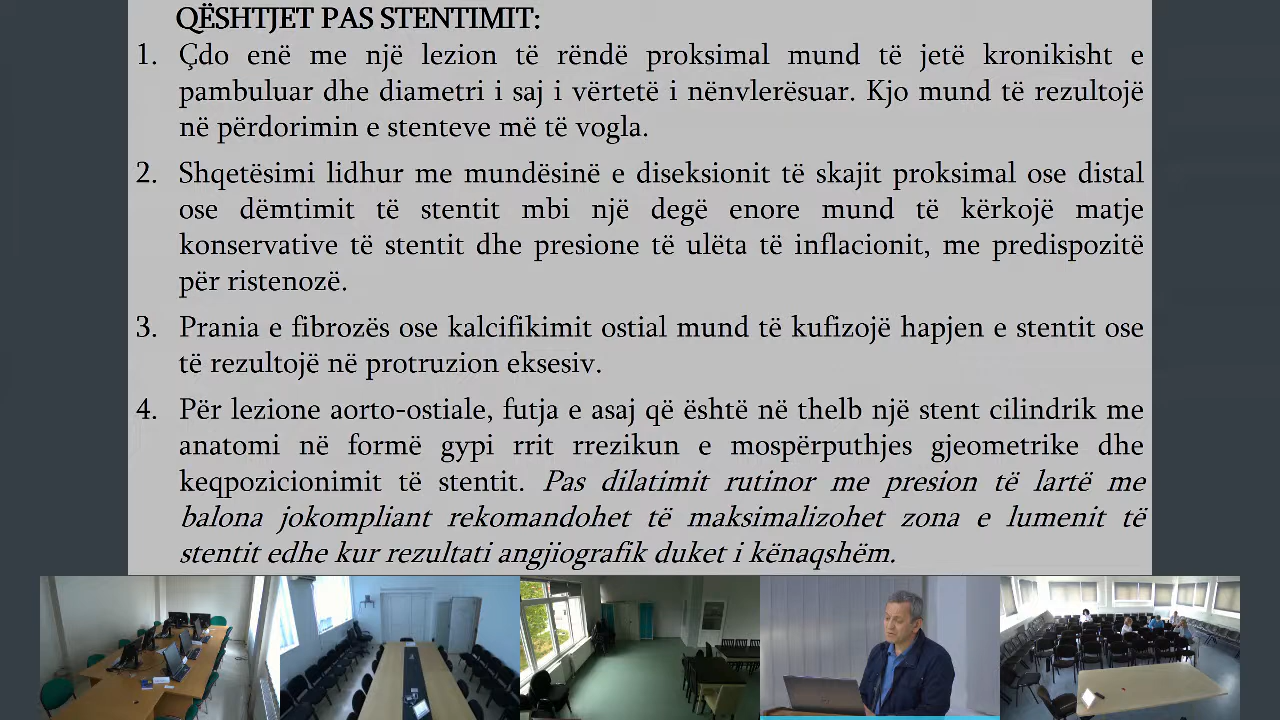 QËSHTJET PAS STENTIMIT:
1. Çdo enë me një lezion të rëndë proksimal mund të jetë kronikisht e
pambuluar dhe diametri i saj i vërtetë i nënvlerësuar. Kjo mund të rezultojë
në përdorimin e stenteve më të vogla.
2. Shqetësimi lidhur me mundësinë e diseksionit të skajit proksimal ose distal
ose dëmtimit të stentit mbi një degë enore mund të kërkojë matje
konservative të stentit dhe presione të ulëta të inflacionit, me predispozitë
për ristenozë.
3. Prania e fibrozës ose kalcifikimit ostial mund të kufizojë hapjen e stentit ose
të rezultojë në protruzion eksesiv.
4. Për lezione aorto-ostiale, futja e asaj që është në thelb një stent cilindrik me
anatomi në formë gypi rrit rrezikun e mospërputhjes gjeometrike dhe
keqpozicionimit të stentit. Pas dilatimit rutinor me presion të lartë me
balona jokompliant rekomandohet të maksimalizohet zona e lumenit të
stentit edhe kur rezultati angjiografik duket i kënaqshëm.